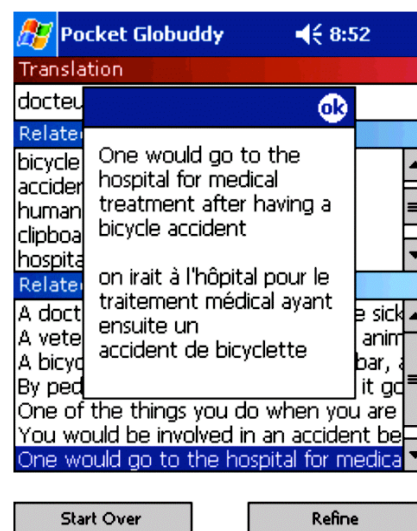 Pocket Globuddy 8:52
Translation
docteu
ok
Relate
bicycle
acciden
human
clipboa
hospita
One would go to the
hospital for medical
treatment after having a
bicycle accident
on irait à l'hôpital pour le
traitement médical ayant
ensuite un
accident de bicyclette
Relate
A doct e sick
A vete anim
A bicyc bar, a
By ped it go
One of the things you do when you are
You would be involved in an accident be
One would go to the hospital for medica
Start Over Refine